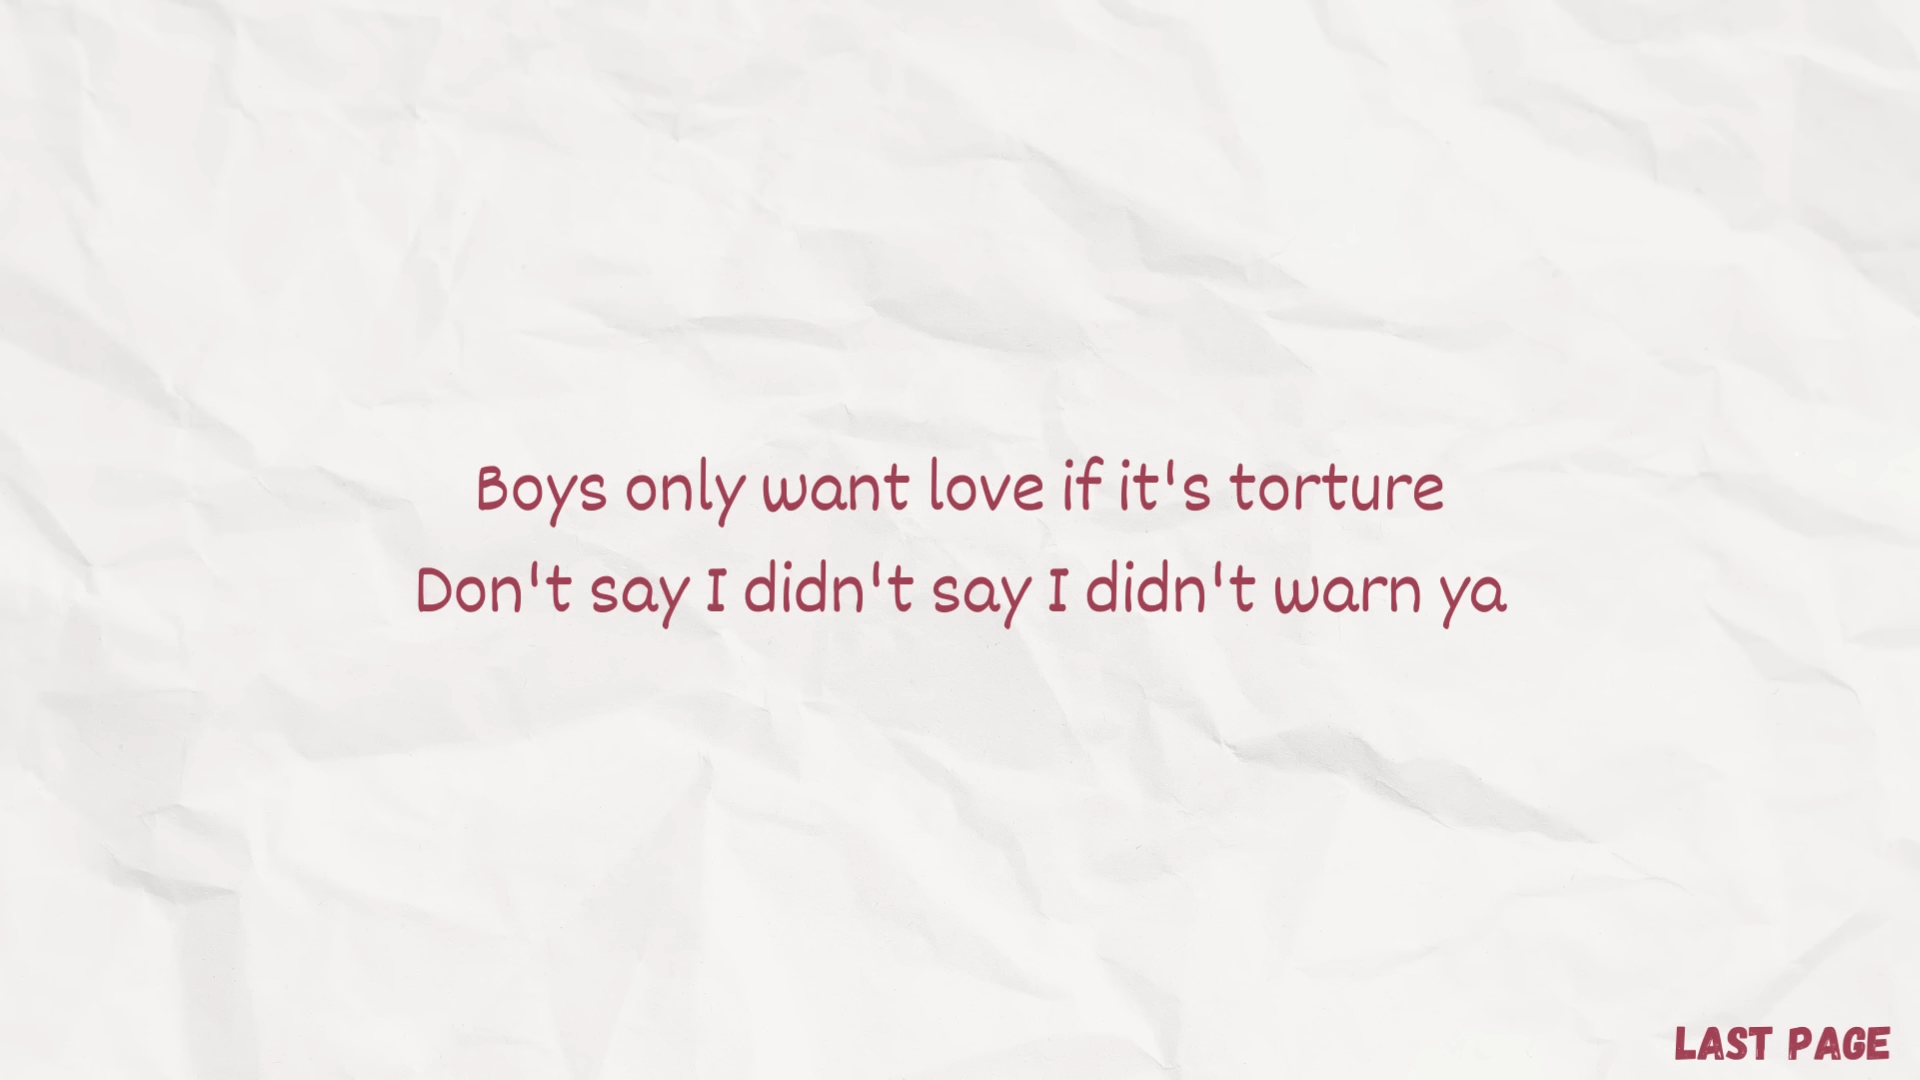 Boys only want love if it's torture
Don't say I didn't say I didn't warn ya
LAST PAGE